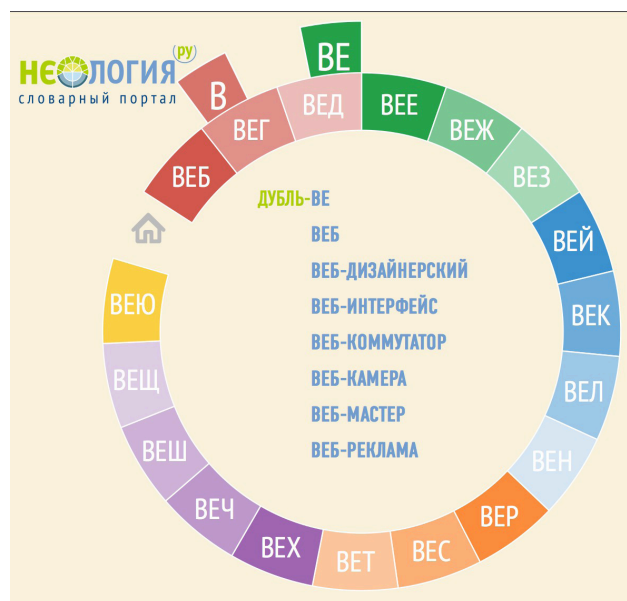 НЕОЛОГИЯ(РУ)
словарный портал
В
ВЕ
ВЕБ
ВЕГ
ВЕД
ВЕЕ
ВЕЖ
ВЕЗ
ВЕЙ
ВЕК
ВЕЛ
ВЕН
ВЕР
ВЕС
ВЕТ
ВЕХ
ВЕЧ
ВЕШ
ВЕЩ
ВЕЮ
ДУБЛЬ-ВЕ
ВЕБ
ВЕБ-ДИЗАЙНЕРСКИЙ
ВЕБ-ИНТЕРФЕЙС
ВЕБ-КОММУТАТОР
ВЕБ-КАМЕРА
ВЕБ-МАСТЕР
ВЕБ-РЕКЛАМА